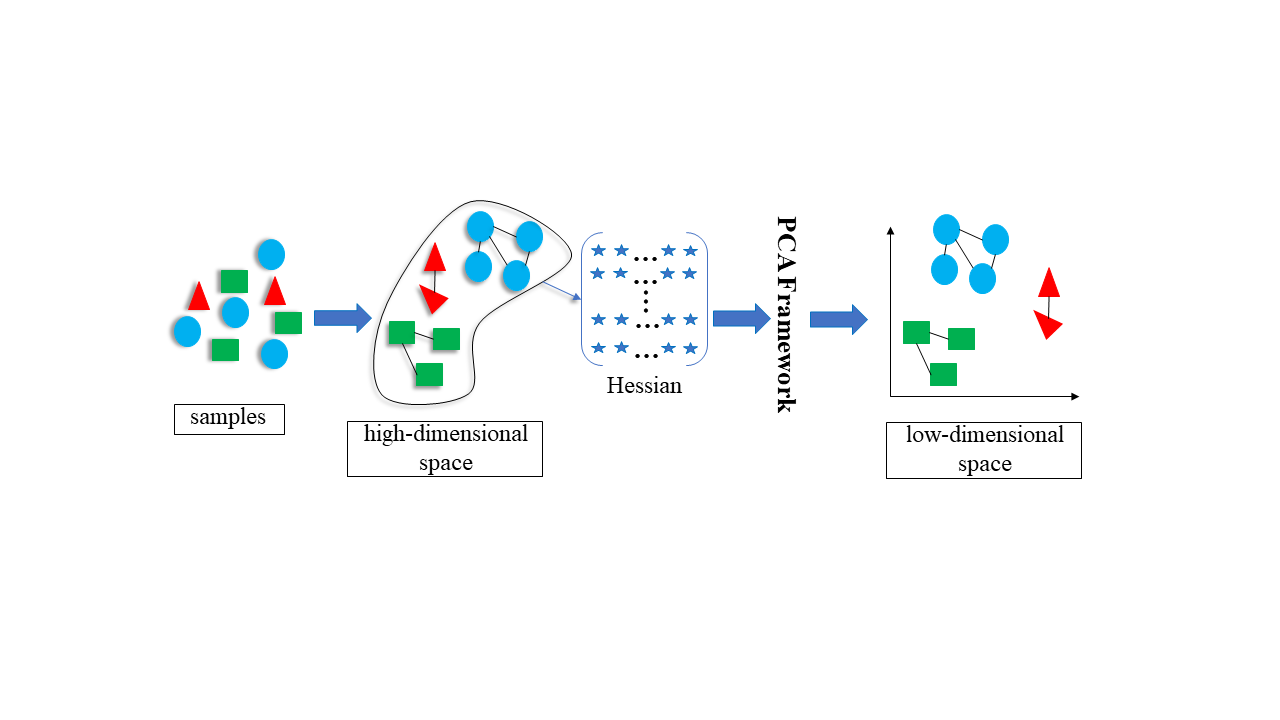 samples
high-dimensional
space
Hessian
PCA Framework
low-dimensional
space